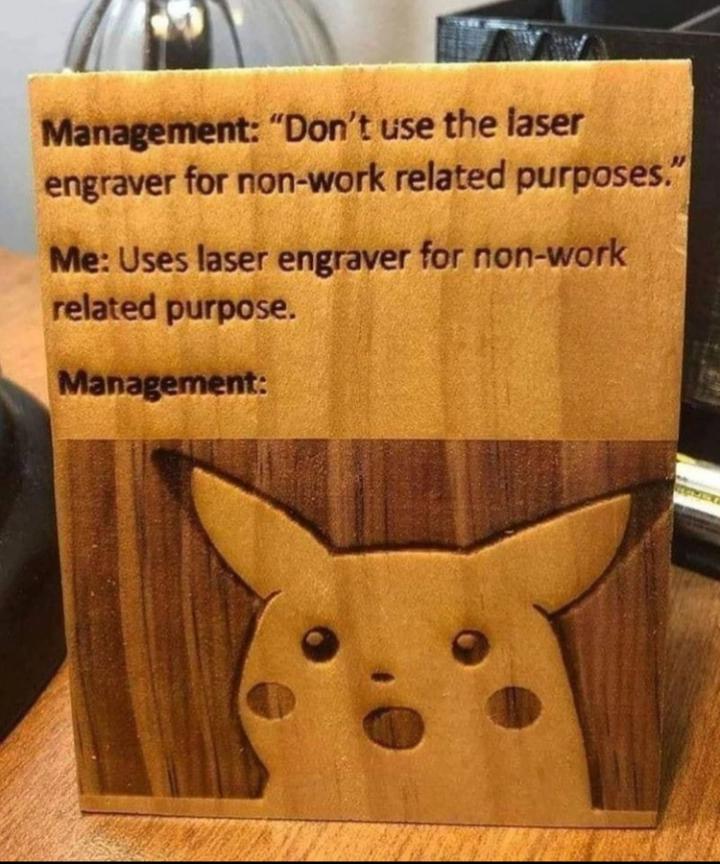 Management: “Don’t use the laser
engraver for non-work related purposes.”
Me: Uses laser engraver for non-work
related purpose.
Management: